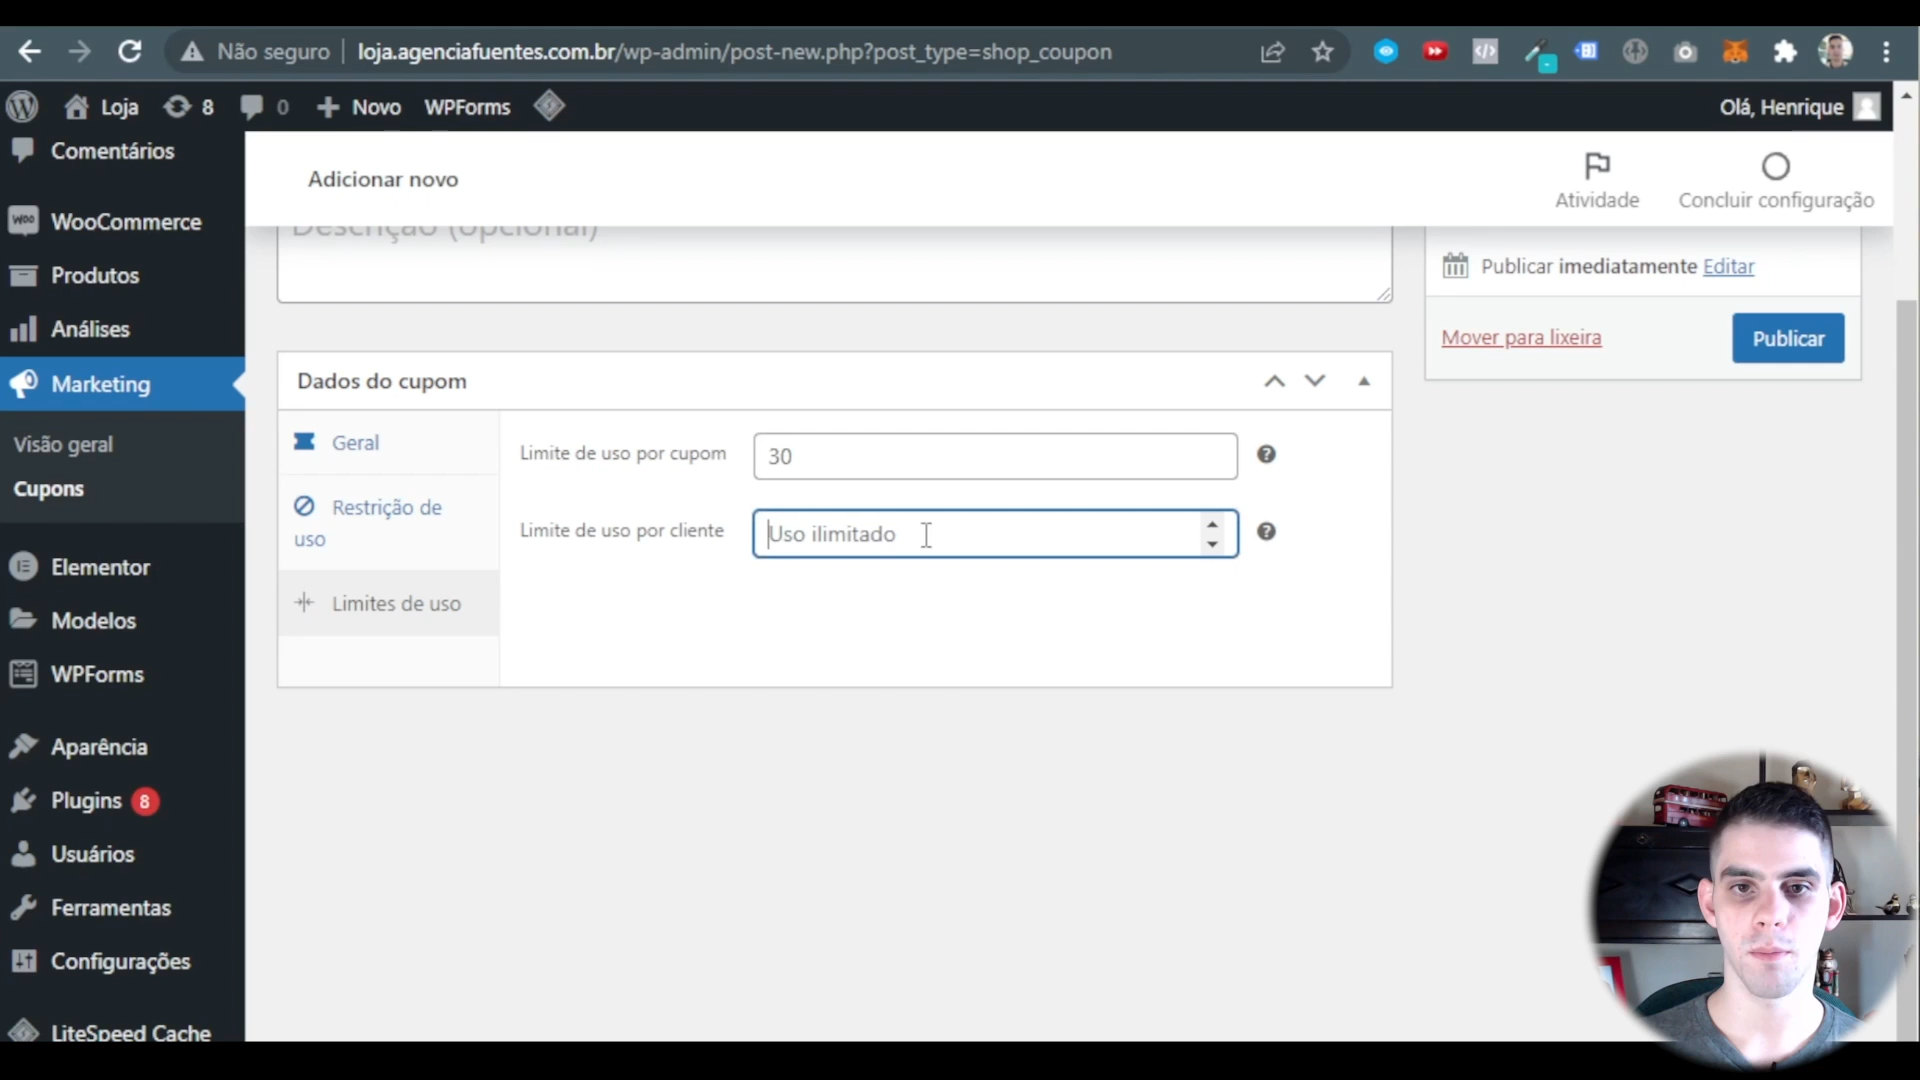 Não seguro
loja.agenciafuentes.com.br/wp-admin/post-new.php?post_type=shop_coupon
Loja
8
0
Novo
WPForms
Olá, Henrique
Comentários
WooCommerce
Produtos
Análises
Marketing
Visão geral
Cupons
Elementor
Modelos
WPForms
Aparência
Plugins 8
Usuários
Ferramentas
Configurações
LiteSpeed Cache
Adicionar novo
Atividade
Concluir configuração
Descrição (opcional)
Publicar imediatamente Editar
Mover para lixeira
Publicar
Dados do cupom
Geral
Restrição de
uso
Limites de uso
Limite de uso por cupom
30
Limite de uso por cliente
Uso ilimitado